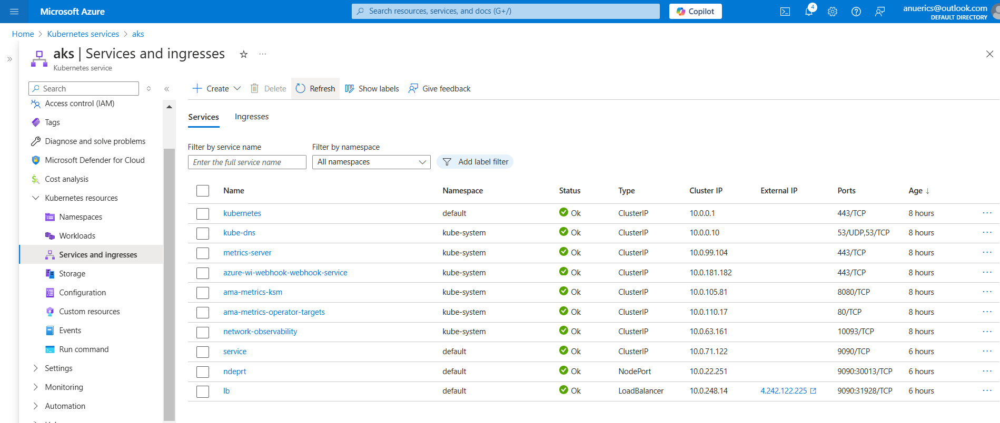 Microsoft Azure
Search resources, services, and docs (G+/)
Copilot
4
anuerics@outlook.com
DEFAULT DIRECTORY
Home > Kubernetes services > aks
aks | Services and ingresses
Kubernetes service
Search
Access control (IAM)
Tags
Diagnose and solve problems
Microsoft Defender for Cloud
Cost analysis
Kubernetes resources
Namespaces
Workloads
Services and ingresses
Storage
Configuration
Custom resources
Events
Run command
Settings
Monitoring
Automation
Create Delete Refresh Show labels Give feedback
Services Ingresses
Filter by service name Filter by namespace
Enter the full service name All namespaces Add label filter
Name Namespace Status Type Cluster IP External IP Ports Age ↓
kubernetes default Ok ClusterIP 10.0.0.1 443/TCP 8 hours
kube-dns kube-system Ok ClusterIP 10.0.0.10 53/UDP,53/TCP 8 hours
metrics-server kube-system Ok ClusterIP 10.0.99.104 443/TCP 8 hours
azure-wi-webhook-webhook-service kube-system Ok ClusterIP 10.0.181.182 443/TCP 8 hours
ama-metrics-ksm kube-system Ok ClusterIP 10.0.105.81 8080/TCP 8 hours
ama-metrics-operator-targets kube-system Ok ClusterIP 10.0.110.17 80/TCP 8 hours
network-observability kube-system Ok ClusterIP 10.0.63.161 10093/TCP 8 hours
service default Ok ClusterIP 10.0.71.122 9090/TCP 6 hours
ndeprt default Ok NodePort 10.0.22.251 9090:30013/TCP 6 hours
lb default Ok LoadBalancer 10.0.248.14 4.242.122.225 9090:31928/TCP 6 hours